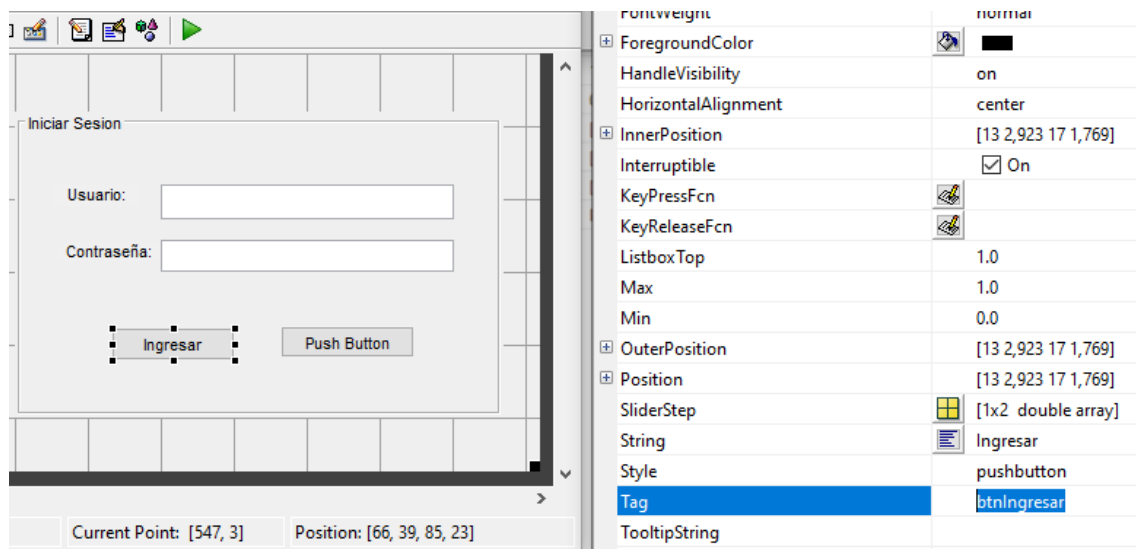 Iniciar Sesion
Usuario:
Contraseña:
Ingresar
Push Button
Current Point: [547, 3]
Position: [66, 39, 85, 23]
FontWeight normal
ForegroundColor
HandleVisibility on
HorizontalAlignment center
InnerPosition [13 2,923 17 1,769]
Interruptible On
KeyPressFcn
KeyReleaseFcn
ListboxTop 1.0
Max 1.0
Min 0.0
OuterPosition [13 2,923 17 1,769]
Position [13 2,923 17 1,769]
SliderStep [1x2 double array]
String Ingresar
Style pushbutton
Tag btnIngresar
TooltipString